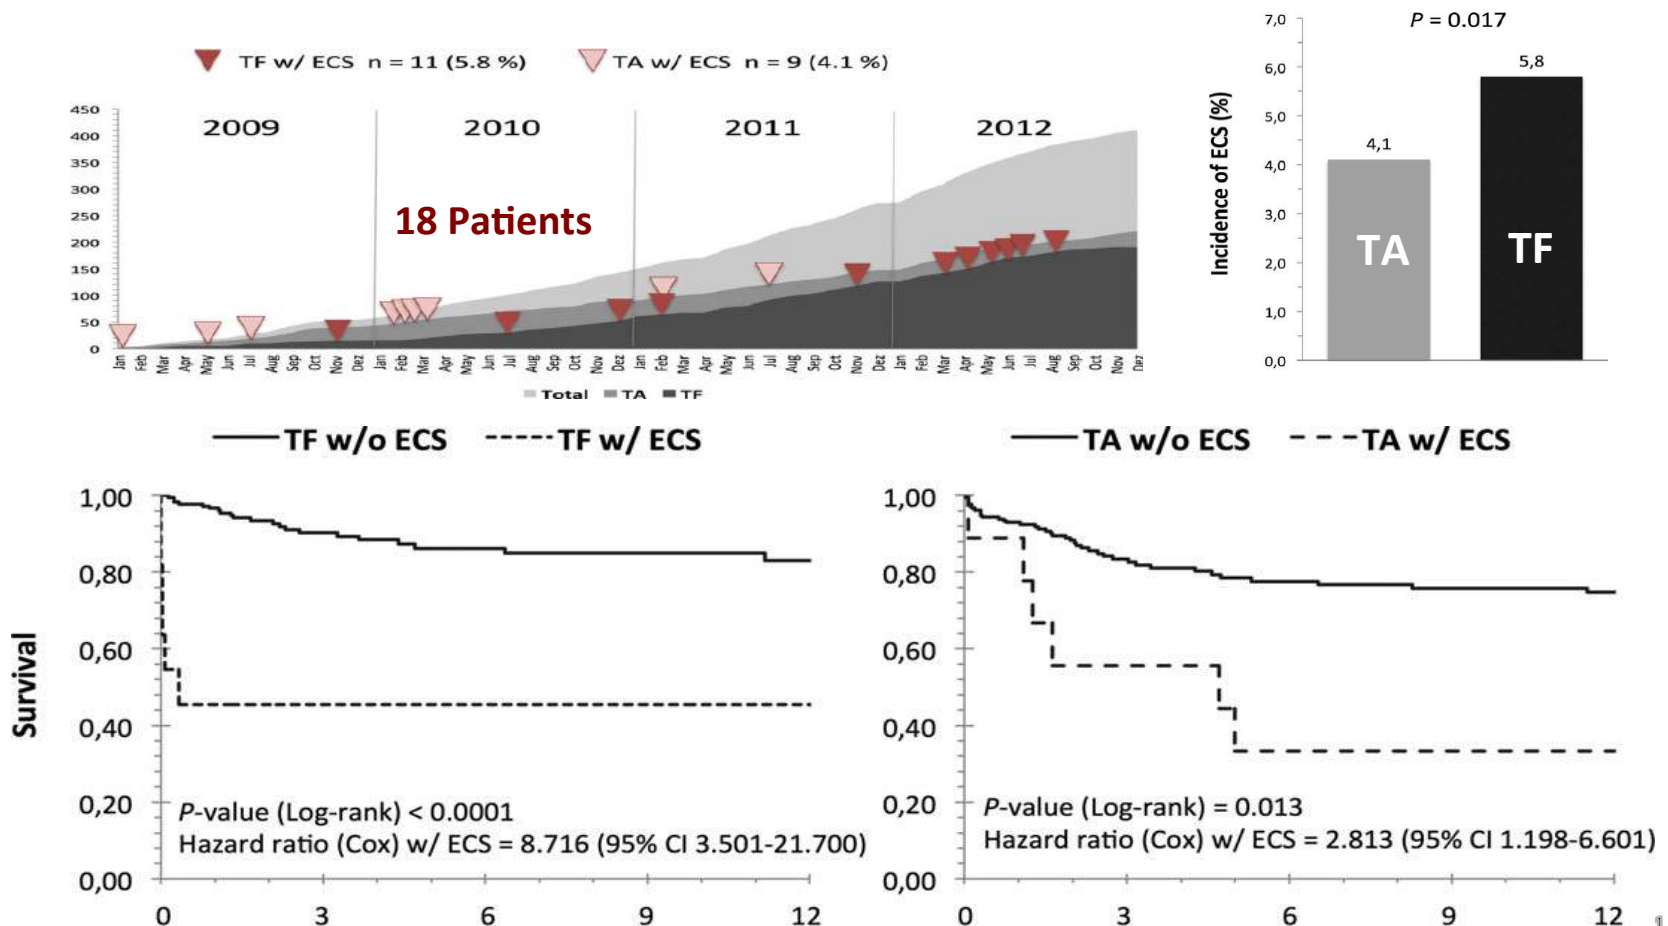 TF w/ ECS n = 11 (5.8 %)
TA w/ ECS n = 9 (4.1 %)
450
400
350
300
250
200
150
100
50
0
2009
2010
2011
2012
18 Patients
Jan Feb Mar Apr May Jun Jul Aug Sep Oct Nov Dez Jan Feb Mar Apr May Jun Jul Aug Sep Oct Nov Dez Jan Feb Mar Apr May Jun Jul Aug Sep Oct Nov Dez Jan Feb Mar Apr May Jun Jul Aug Sep Oct Nov Dez
Total TA TF
P = 0.017
Incidence of ECS (%)
7,0
6,0
5,0
4,0
3,0
2,0
1,0
0,0
4,1
5,8
TA
TF
TF w/o ECS
TF w/ ECS
Survival
1,00
0,80
0,60
0,40
0,20
0,00
P-value (Log-rank) < 0.0001
Hazard ratio (Cox) w/ ECS = 8.716 (95% CI 3.501-21.700)
0 3 6 9 12
TA w/o ECS
TA w/ ECS
1,00
0,80
0,60
0,40
0,20
0,00
P-value (Log-rank) = 0.013
Hazard ratio (Cox) w/ ECS = 2.813 (95% CI 1.198-6.601)
0 3 6 9 12